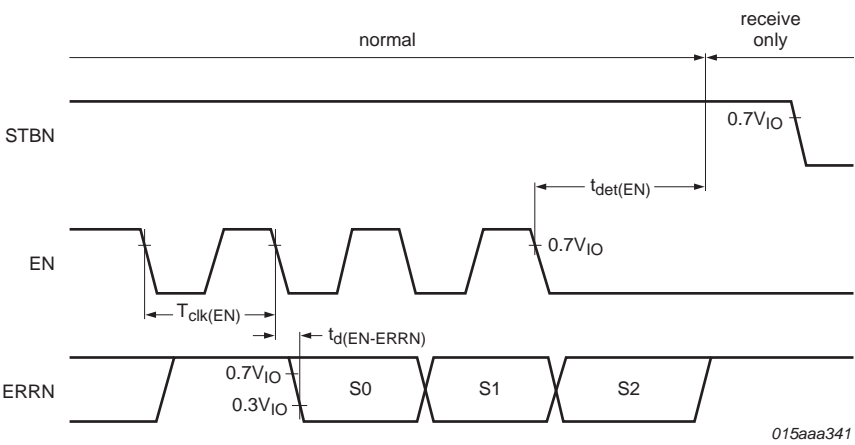 normal
receive
only
STBN
0.7V_IO
t_det(EN)
EN
0.7V_IO
T_clk(EN)
t_d(EN-ERRN)
ERRN
0.7V_IO
0.3V_IO
S0
S1
S2
015aaa341